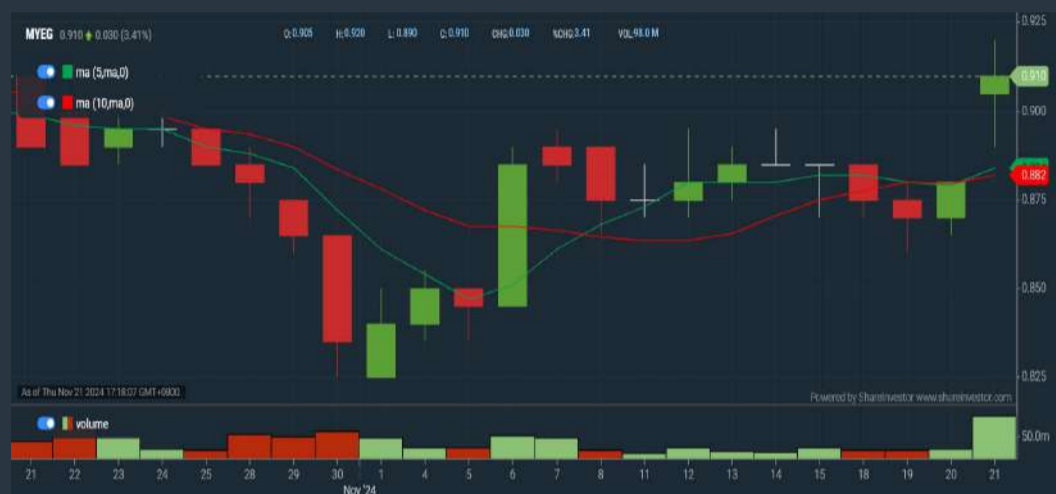 MYEG 0.910 0.030 (3.41%) O: 0.905 H: 0.920 L: 0.890 C: 0.910 CHG: 0.030 %CHG: 3.41 VOL: 98.0 M
ma (5,ma,0)
ma (10,ma,0)
0.925
0.910
0.900
0.882
0.875
0.850
0.825
As of Thu Nov 21 2024 17:18:07 GMT+0800
Powered by ShareInvestor www.shareinvestor.com
volume
50.0m
21 22 23 24 25 28 29 30 1 4 5 6 7 8 11 12 13 14 15 18 19 20 21
Nov '24